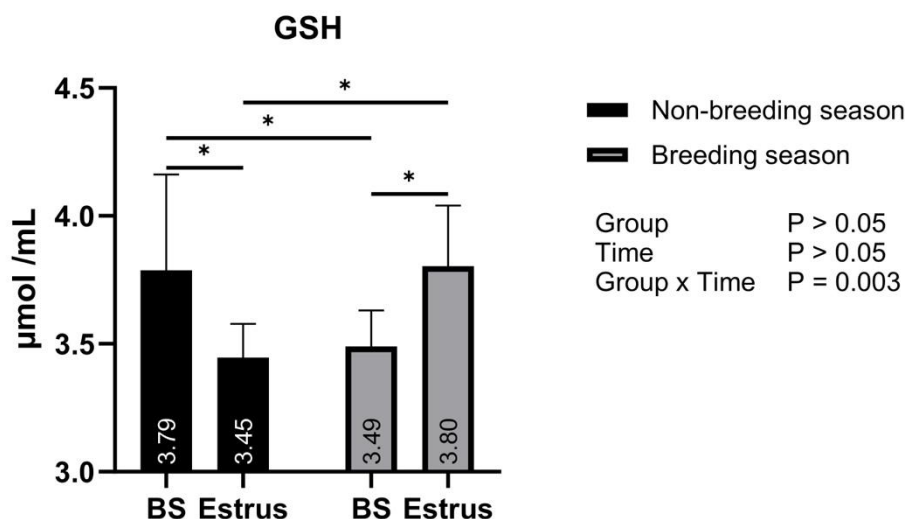 GSH
4.5
4.0
3.5
3.0
μmol /mL
*
*
*
*
3.79
3.45
3.49
3.80
BS Estrus BS Estrus
Non-breeding season
Breeding season
Group P > 0.05
Time P > 0.05
Group x Time P = 0.003